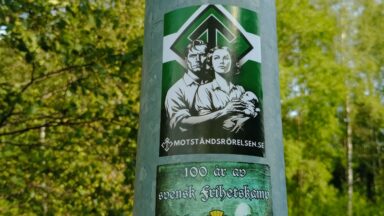 MOTSTÅNDSRÖRELSEN.SE
100 år av
svensk Frihetskamp